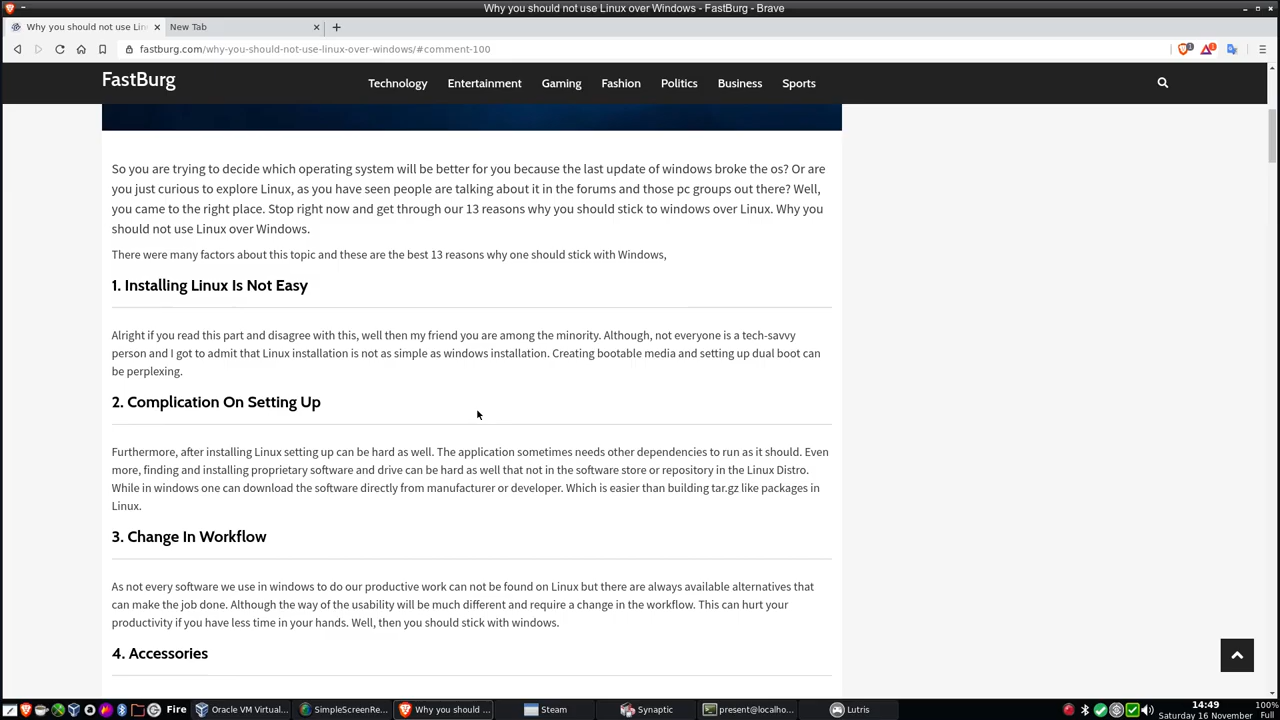 Why you should not use Linux over Windows - FastBurg - Brave
Why you should not use Lin
New Tab
fastburg.com/why-you-should-not-use-linux-over-windows/#comment-100
FastBurg
Technology Entertainment Gaming Fashion Politics Business Sports
So you are trying to decide which operating system will be better for you because the last update of windows broke the os? Or are
you just curious to explore Linux, as you have seen people are talking about it in the forums and those pc groups out there? Well,
you came to the right place. Stop right now and get through our 13 reasons why you should stick to windows over Linux. Why you
should not use Linux over Windows.
There were many factors about this topic and these are the best 13 reasons why one should stick with Windows,
1. Installing Linux Is Not Easy
Alright if you read this part and disagree with this, well then my friend you are among the minority. Although, not everyone is a tech-savvy
person and I got to admit that Linux installation is not as simple as windows installation. Creating bootable media and setting up dual boot can
be perplexing.
2. Complication On Setting Up
Furthermore, after installing Linux setting up can be hard as well. The application sometimes needs other dependencies to run as it should. Even
more, finding and installing proprietary software and drive can be hard as well that not in the software store or repository in the Linux Distro.
While in windows one can download the software directly from manufacturer or developer. Which is easier than building tar.gz like packages in
Linux.
3. Change In Workflow
As not every software we use in windows to do our productive work can not be found on Linux but there are always available alternatives that
can make the job done. Although the way of the usability will be much different and require a change in the workflow. This can hurt your
productivity if you have less time in your hands. Well, then you should stick with windows.
4. Accessories
Fire
Oracle VM Virtual...
SimpleScreenRe...
Why you should ...
Steam
Synaptic
present@localho...
Lutris
14:49
Saturday 16 November
100%
Full